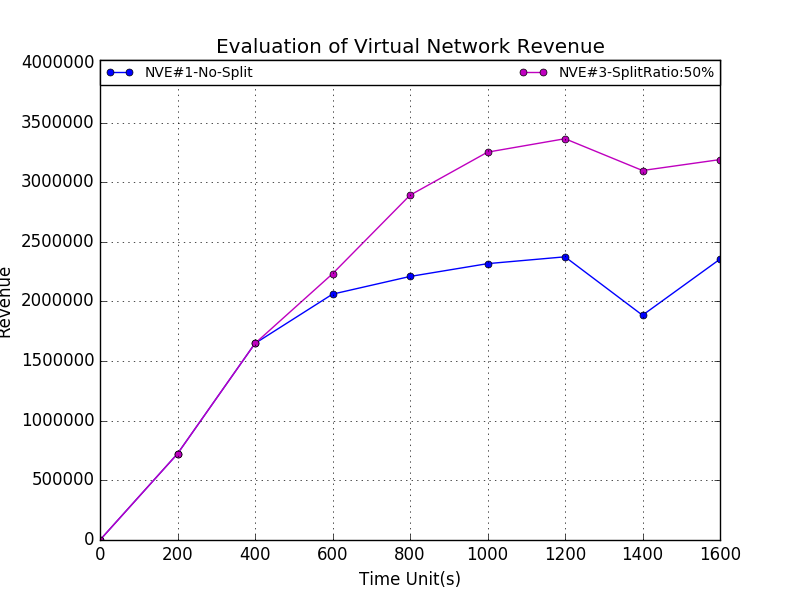 Evaluation of Virtual Network Revenue
NVE#1-No-Split
NVE#3-SplitRatio:50%
4000000
3500000
3000000
2500000
2000000
1500000
1000000
500000
0
Revenue
0 200 400 600 800 1000 1200 1400 1600
Time Unit(s)